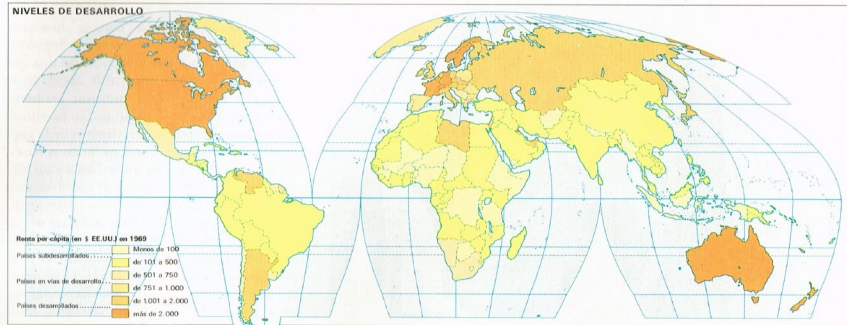 NIVELES DE DESARROLLO
Renta per-cápita (en $ EE.UU.) en 1969
Países subdesarrollados
Menos de 100
de 101 a 500
Países en vías de desarrollo
de 501 a 750
de 751 a 1.000
Países desarrollados
de 1.001 a 2.000
más de 2.000